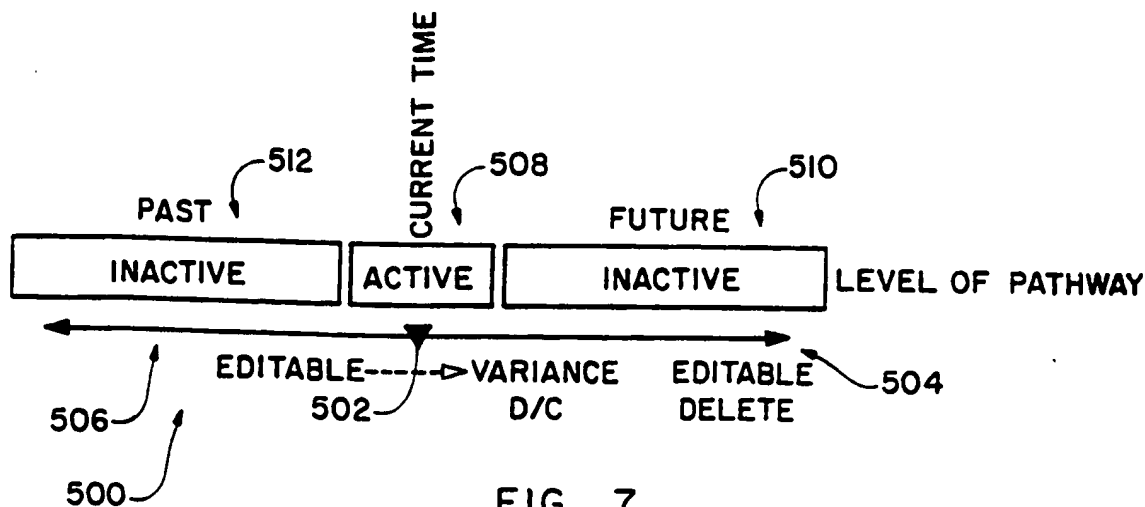 CURRENT TIME
512
508
510
PAST
FUTURE
INACTIVE
ACTIVE
INACTIVE
LEVEL OF PATHWAY
EDITABLE
VARIANCE
D/C
EDITABLE
DELETE
504
502
506
500
FIG. 7